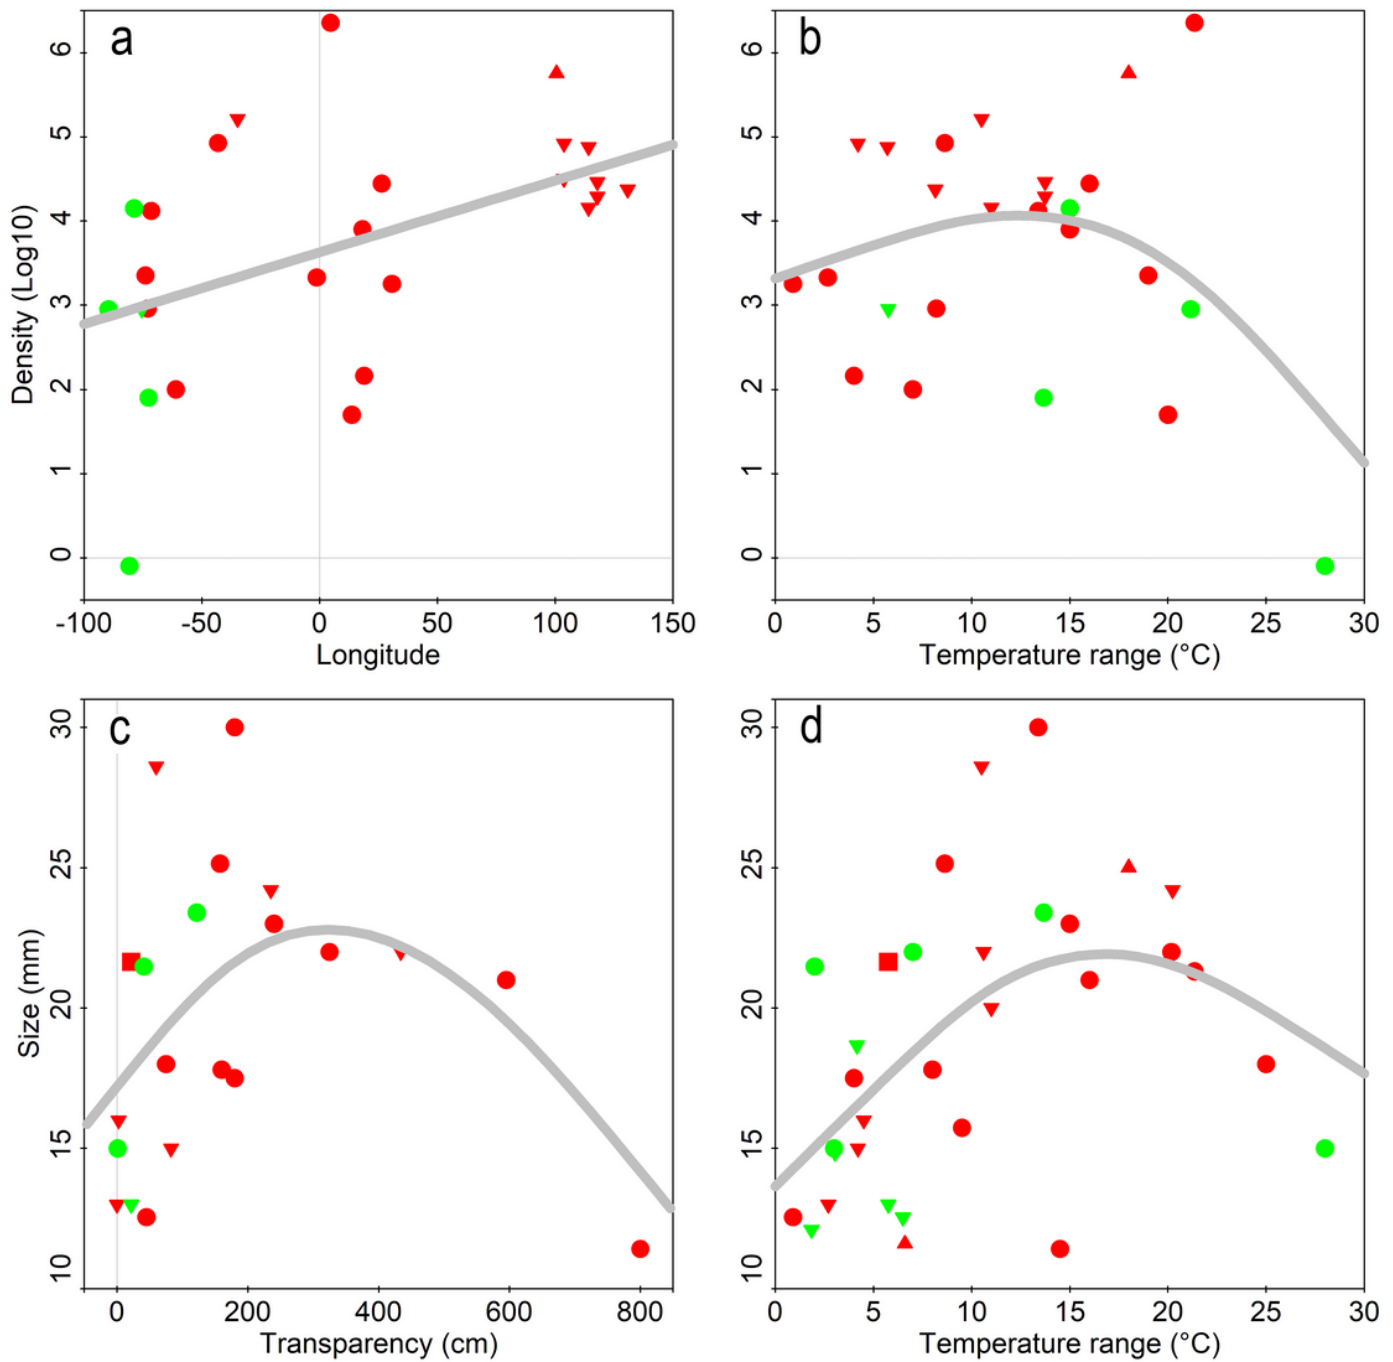 a
6
5
4
3
2
1
0
Density (Log10)
-100 -50 0 50 100 150
Longitude
b
6
5
4
3
2
1
0
0 5 10 15 20 25 30
Temperature range (°C)
c
30
25
20
15
10
Size (mm)
0 200 400 600 800
Transparency (cm)
d
30
25
20
15
10
0 5 10 15 20 25 30
Temperature range (°C)